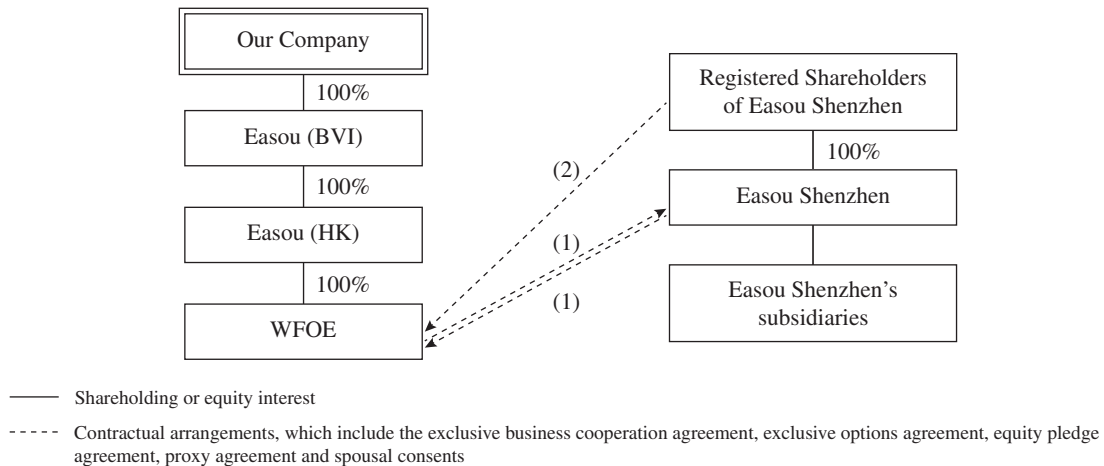 Our Company
100%
Easou (BVI)
100%
Easou (HK)
100%
WFOE
Registered Shareholders
of Easou Shenzhen
100%
Easou Shenzhen
Easou Shenzhen's
subsidiaries
(2)
(1)
(1)
Shareholding or equity interest
Contractual arrangements, which include the exclusive business cooperation agreement, exclusive options agreement, equity pledge
agreement, proxy agreement and spousal consents